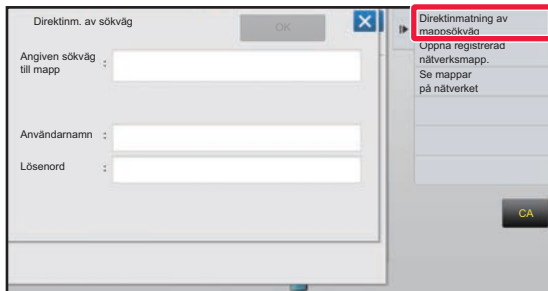 Direktinm. av sökväg
OK
Angiven sökväg
till mapp :
Användarnamn :
Lösenord :
Direktinmatning av
mappsökväg
Öppna registrerad
nätverksmapp.
Se mappar
på nätverket
CA